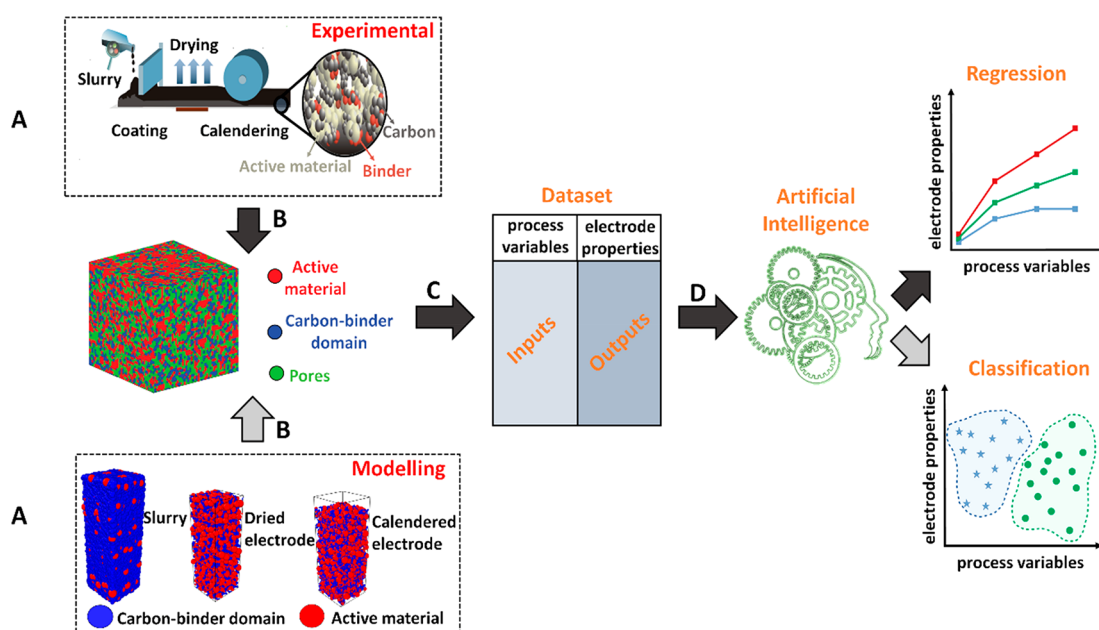 A
Experimental
Slurry
Drying
Coating
Calendering
Carbon
Active material
Binder
B
Active
material
Carbon-binder
domain
Pores
B
A
Modelling
Slurry
Dried
electrode
Calendered
electrode
Carbon-binder domain
Active material
C
Dataset
process
variables
electrode
properties
Inputs
Outputs
D
Artificial
Intelligence
Regression
electrode properties
process variables
Classification
electrode properties
process variables